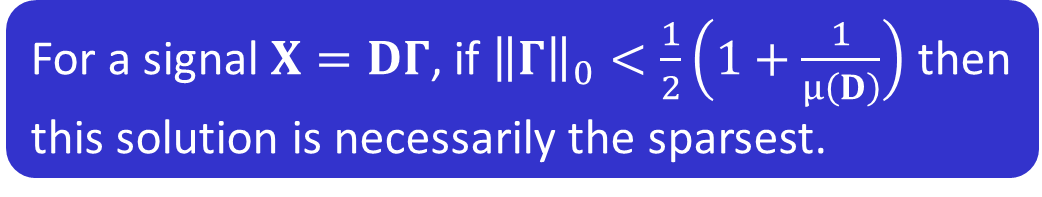 For a signal 𝐗 = 𝐃𝚪, if ‖𝚪‖₀ < 1/2 (1 + 1/μ(𝐃)) then
this solution is necessarily the sparsest.